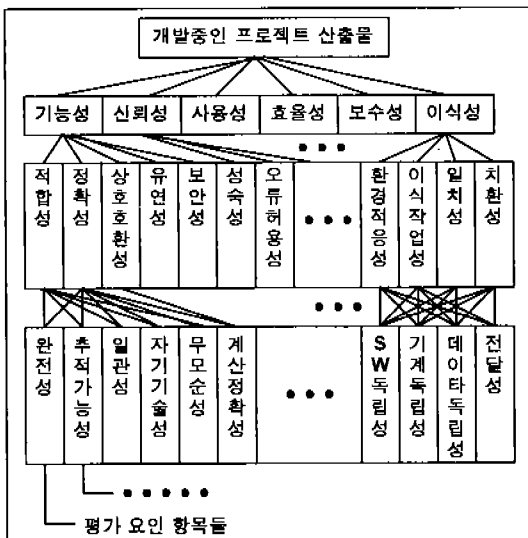 개발중인 프로젝트 산출물
기능성 신뢰성 사용성 효율성 보수성 이식성
적합성 정확성 상호호환성 유연성 보안성 성숙성 오류허용성 환경적응성 이식작업성 일치성 치환성
완전성 추적가능성 일관성 자기기술성 무모순성 계산정확성 SW독립성 기계독립성 데이타독립성 전달성
평가 요인 항목들